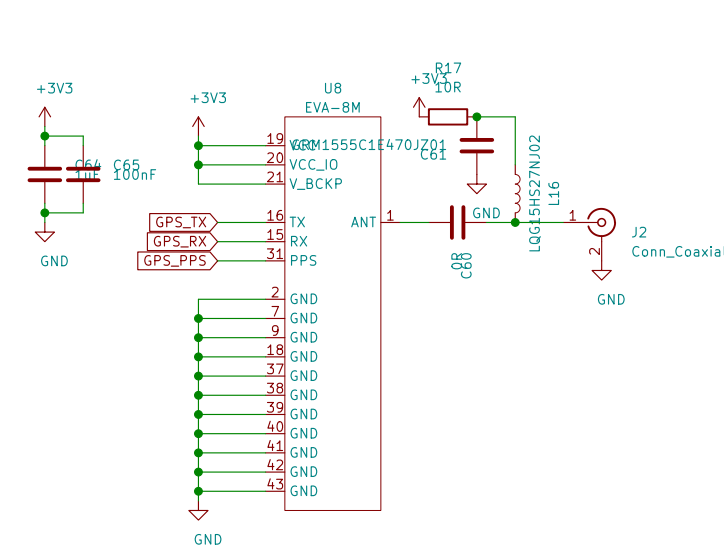 +3V3
C64
1uF
C65
100nF
GND
+3V3
U8
EVA-8M
19 VCC
20 VCC_IO
21 V_BCKP
GPS_TX 16 TX
GPS_RX 15 RX
GPS_PPS 31 PPS
2 GND
7 GND
9 GND
18 GND
37 GND
38 GND
39 GND
40 GND
41 GND
42 GND
43 GND
GND
ANT 1
R17
+3V3
10R
GRM1555C1E470JZ01
C61
GND
0R
C60
LQG15HS27NJ02
L16
1
2
J2
Conn_Coaxial
GND